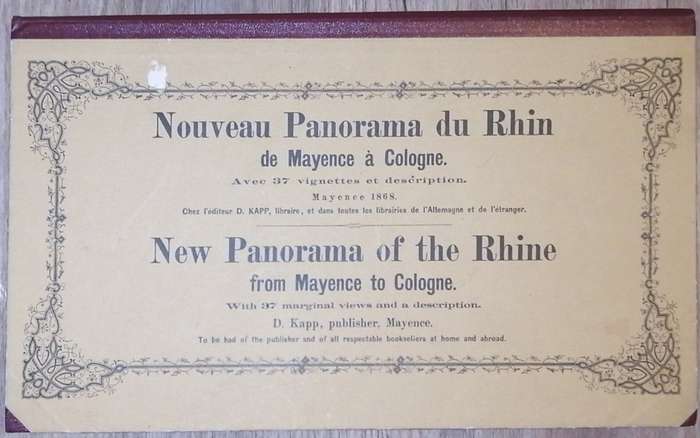 Nouveau Panorama du Rhin
de Mayence à Cologne.
Avec 37 vignettes et description.
Mayence 1868.
Chez l'éditeur D. KAPP, libraire, et dans toutes les librairies de l'Allemagne et de l'étranger.
New Panorama of the Rhine
from Mayence to Cologne.
With 37 marginal views and a description.
D. Kapp, publisher, Mayence.
To be had of the publisher and of all respectable booksellers at home and abroad.